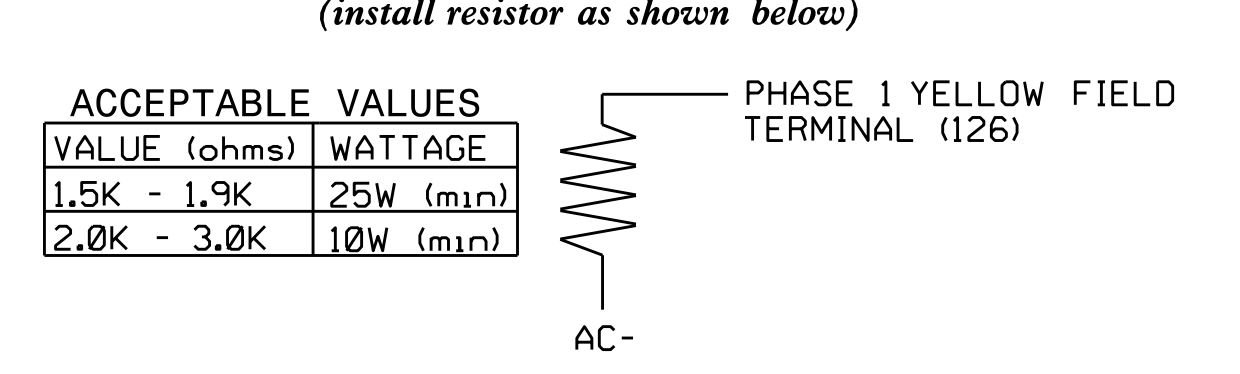 (install resistor as shown below)
ACCEPTABLE VALUES
VALUE (ohms) WATTAGE
1.5K - 1.9K 25W (min)
2.0K - 3.0K 10W (min)
PHASE 1 YELLOW FIELD
TERMINAL (126)
AC-